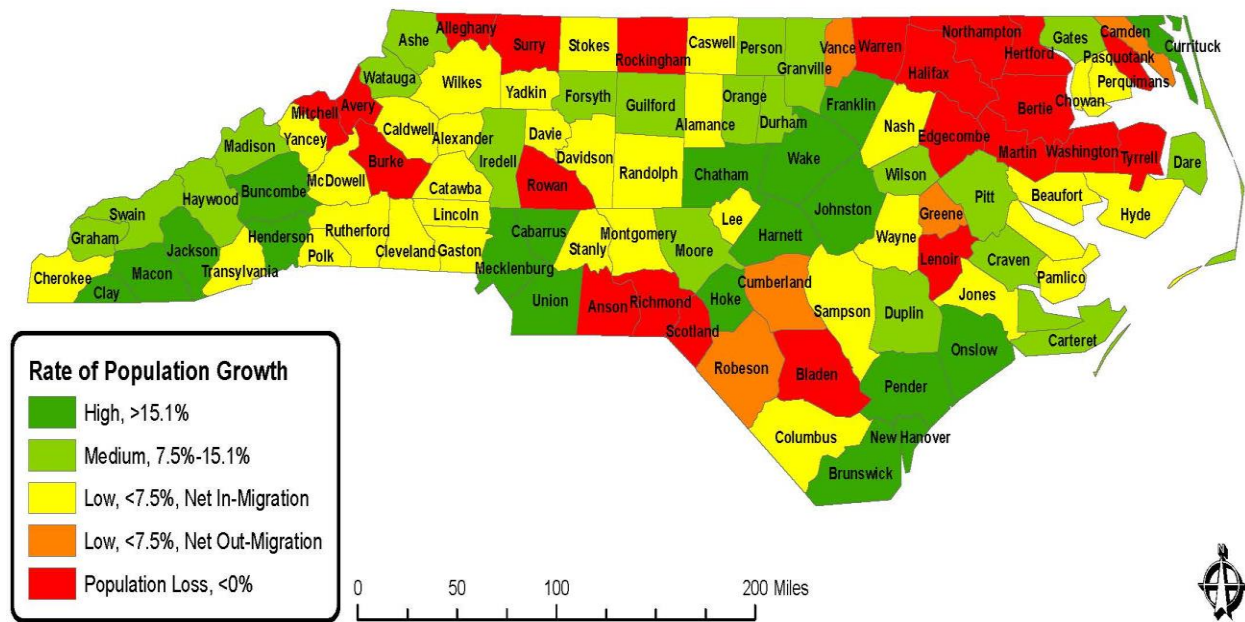 Alleghany
Ashe
Surry
Stokes
Rockingham
Caswell
Person
Granville
Vance
Warren
Northampton
Hertford
Gates
Camden
Currituck
Pasquotank
Perquimans
Chowan
Watauga
Wilkes
Yadkin
Forsyth
Guilford
Alamance
Orange
Durham
Franklin
Halifax
Bertie
Mitchell
Avery
Yancey
Caldwell
Alexander
Davie
Iredell
Davidson
Randolph
Chatham
Wake
Nash
Edgecombe
Martin
Washington
Tyrrell
Dare
Madison
Burke
McDowell
Catawba
Rowan
Wilson
Pitt
Beaufort
Hyde
Buncombe
Haywood
Swain
Graham
Lincoln
Johnston
Greene
Lee
Harnett
Wayne
Jackson
Henderson
Rutherford
Polk
Cleveland
Gaston
Cabarrus
Stanly
Montgomery
Moore
Lenoir
Craven
Pamlico
Cherokee
Macon
Clay
Transylvania
Mecklenburg
Union
Anson
Richmond
Scotland
Hoke
Cumberland
Sampson
Duplin
Jones
Carteret
Onslow
Robeson
Bladen
Pender
Columbus
New Hanover
Brunswick
Rate of Population Growth
High, >15.1%
Medium, 7.5%-15.1%
Low, <7.5%, Net In-Migration
Low, <7.5%, Net Out-Migration
Population Loss, <0%
0 50 100 200 Miles